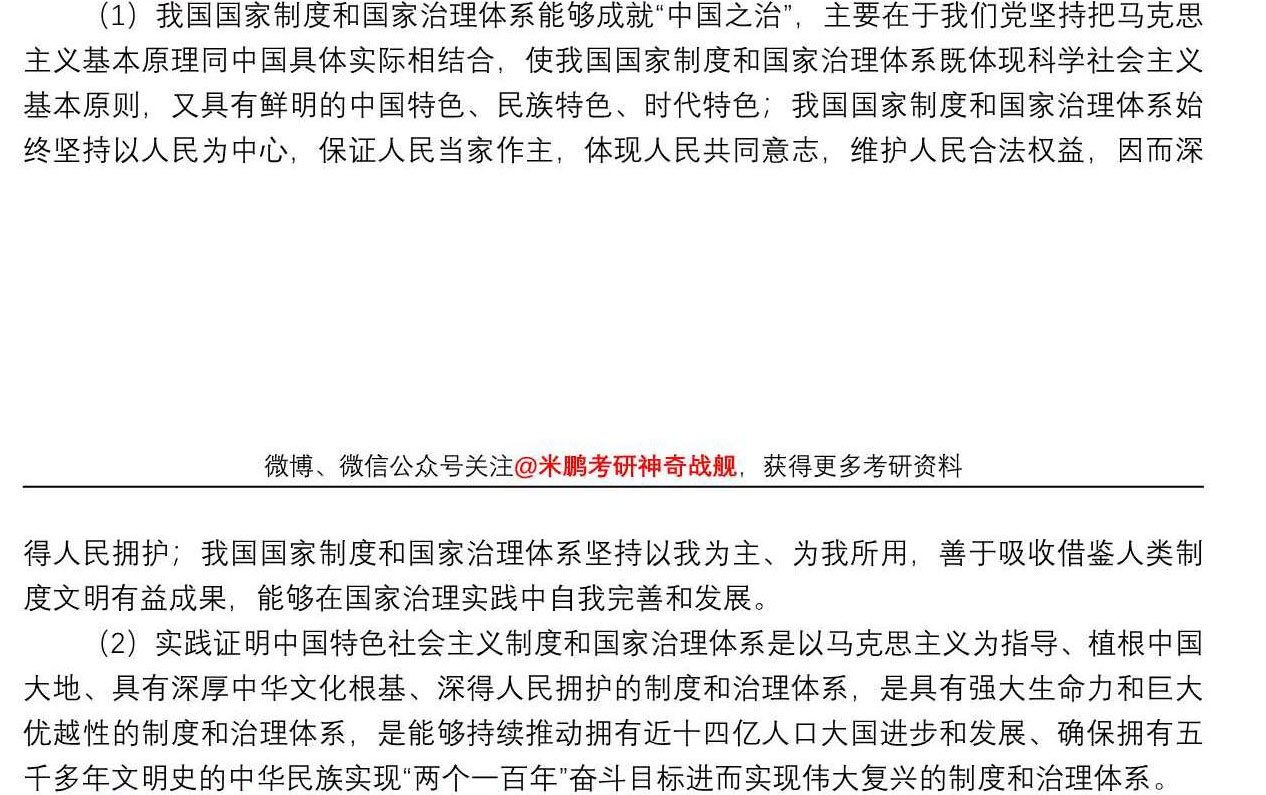 （1）我国国家制度和国家治理体系能够成就“中国之治”，主要在于我们党坚持把马克思
主义基本原理同中国具体实际相结合，使我国国家制度和国家治理体系既体现科学社会主义
基本原则，又具有鲜明的中国特色、民族特色、时代特色；我国国家制度和国家治理体系始
终坚持以人民为中心，保证人民当家作主，体现人民共同意志，维护人民合法权益，因而深
微博、微信公众号关注@米鹏考研神奇战舰，获得更多考研资料
得人民拥护；我国国家制度和国家治理体系坚持以我为主、为我所用，善于吸收借鉴人类制
度文明有益成果，能够在国家治理实践中自我完善和发展。
（2）实践证明中国特色社会主义制度和国家治理体系是以马克思主义为指导、植根中国
大地、具有深厚中华文化根基、深得人民拥护的制度和治理体系，是具有强大生命力和巨大
优越性的制度和治理体系，是能够持续推动拥有近十四亿人口大国进步和发展、确保拥有五
千多年文明史的中华民族实现“两个一百年”奋斗目标进而实现伟大复兴的制度和治理体系。